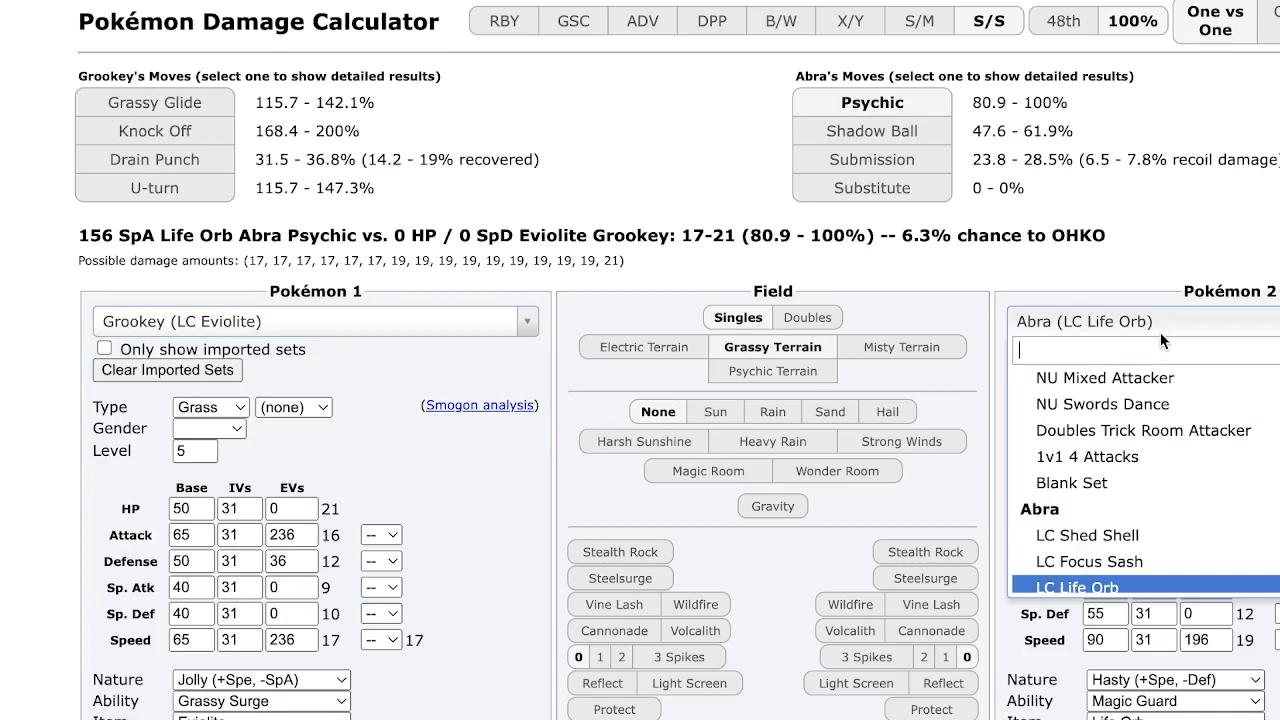 Pokémon Damage Calculator
RBY GSC ADV DPP B/W X/Y S/M S/S 48th 100% One vs One
Grookey's Moves (select one to show detailed results)
Grassy Glide 115.7 - 142.1%
Knock Off 168.4 - 200%
Drain Punch 31.5 - 36.8% (14.2 - 19% recovered)
U-turn 115.7 - 147.3%
Abra's Moves (select one to show detailed results)
Psychic 80.9 - 100%
Shadow Ball 47.6 - 61.9%
Submission 23.8 - 28.5% (6.5 - 7.8% recoil damage)
Substitute 0 - 0%
156 SpA Life Orb Abra Psychic vs. 0 HP / 0 SpD Eviolite Grookey: 17-21 (80.9 - 100%) -- 6.3% chance to OHKO
Possible damage amounts: (17, 17, 17, 17, 17, 17, 19, 19, 19, 19, 19, 19, 19, 19, 19, 21)
Pokémon 1
Grookey (LC Eviolite)
Only show imported sets
Clear Imported Sets
Type Grass (none) (Smogon analysis)
Gender
Level 5
Base IVs EVs
HP 50 31 0 21
Attack 65 31 236 16 --
Defense 50 31 36 12 --
Sp. Atk 40 31 0 9 --
Sp. Def 40 31 0 10 --
Speed 65 31 236 17 -- 17
Nature Jolly (+Spe, -SpA)
Ability Grassy Surge
Item Eviolite
Field
Singles Doubles
Electric Terrain Grassy Terrain Misty Terrain
Psychic Terrain
None Sun Rain Sand Hail
Harsh Sunshine Heavy Rain Strong Winds
Magic Room Wonder Room
Gravity
Stealth Rock Stealth Rock
Steelsurge Steelsurge
Vine Lash Wildfire Wildfire Vine Lash
Cannonade Volcalith Volcalith Cannonade
0 1 2 3 Spikes 3 Spikes 2 1 0
Reflect Light Screen Light Screen Reflect
Protect Protect
Pokémon 2
Abra (LC Life Orb)
NU Mixed Attacker
NU Swords Dance
Doubles Trick Room Attacker
1v1 4 Attacks
Blank Set
Abra
LC Shed Shell
LC Focus Sash
LC Life Orb
Sp. Def 55 31 0 12
Speed 90 31 196 19
Nature Hasty (+Spe, -Def)
Ability Magic Guard
Item Life Orb